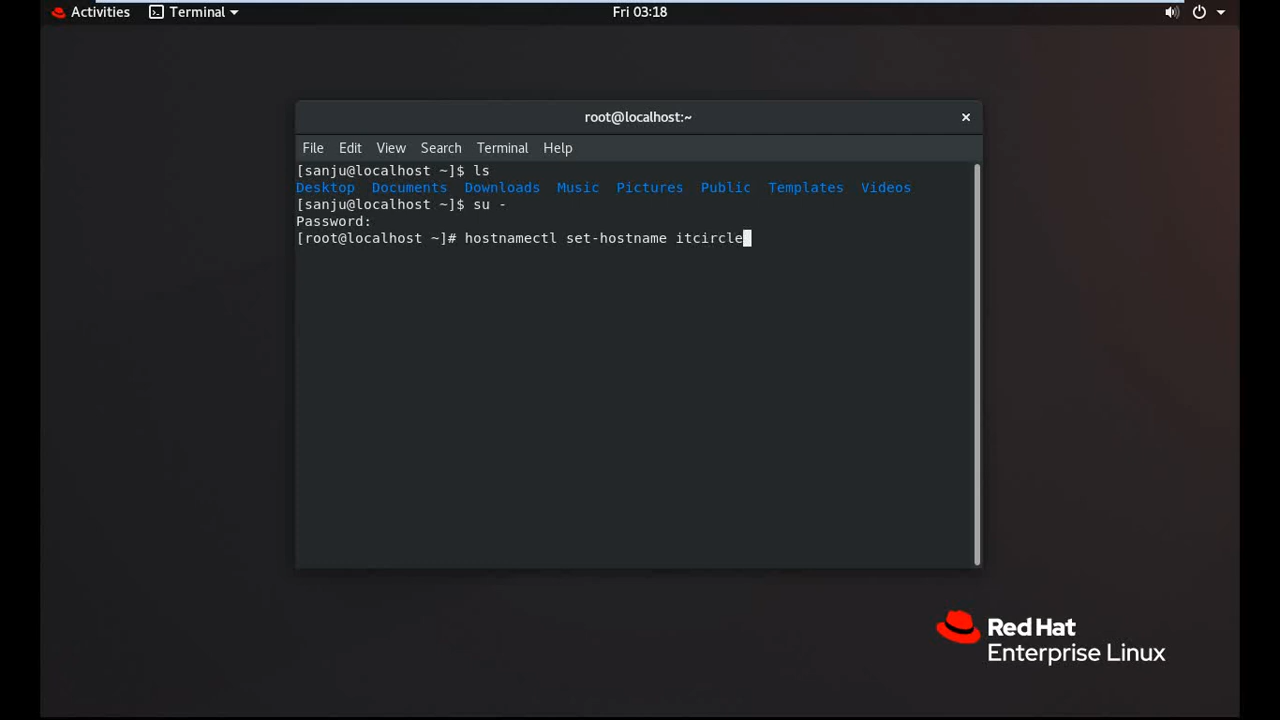 Activities Terminal Fri 03:18
root@localhost:~ ×
File Edit View Search Terminal Help
[sanju@localhost ~]$ ls
Desktop Documents Downloads Music Pictures Public Templates Videos
[sanju@localhost ~]$ su -
Password:
[root@localhost ~]# hostnamectl set-hostname itcircle
Red Hat
Enterprise Linux